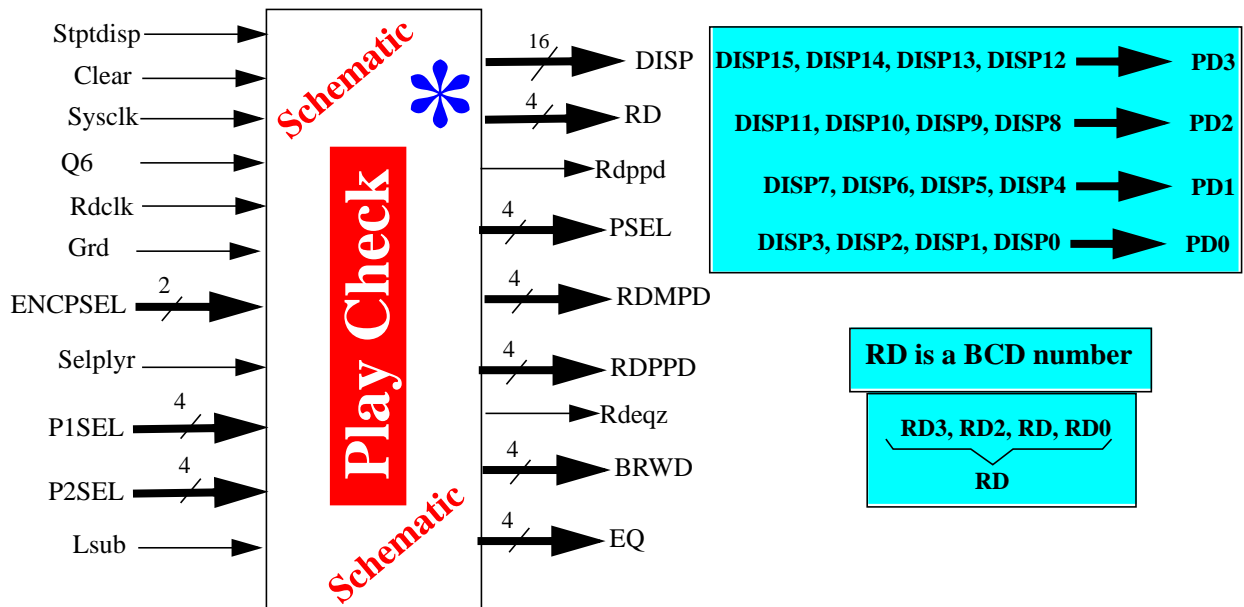 Stptdisp
Clear
Sysclk
Q6
Rdclk
Grd
ENCPSEL
2
Selplyr
P1SEL
4
P2SEL
4
Lsub
Schematic
*
Play Check
Schematic
16
DISP
4
RD
Rdppd
4
PSEL
4
RDMPD
4
RDPPD
Rdeqz
4
BRWD
4
EQ
DISP15, DISP14, DISP13, DISP12 PD3
DISP11, DISP10, DISP9, DISP8 PD2
DISP7, DISP6, DISP5, DISP4 PD1
DISP3, DISP2, DISP1, DISP0 PD0
RD is a BCD number
RD3, RD2, RD, RD0
RD